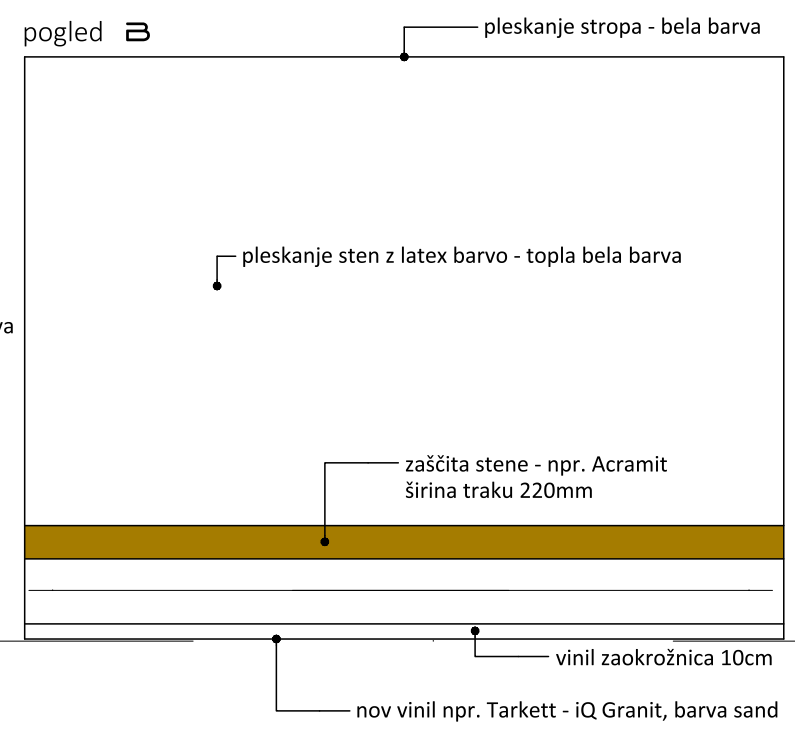 pogled B
pleskanje stropa - bela barva
pleskanje sten z latex barvo - topla bela barva
va
zaščita stene - npr. Acramit
širina traku 220mm
vinil zaokrožnica 10cm
nov vinil npr. Tarkett - iQ Granit, barva sand